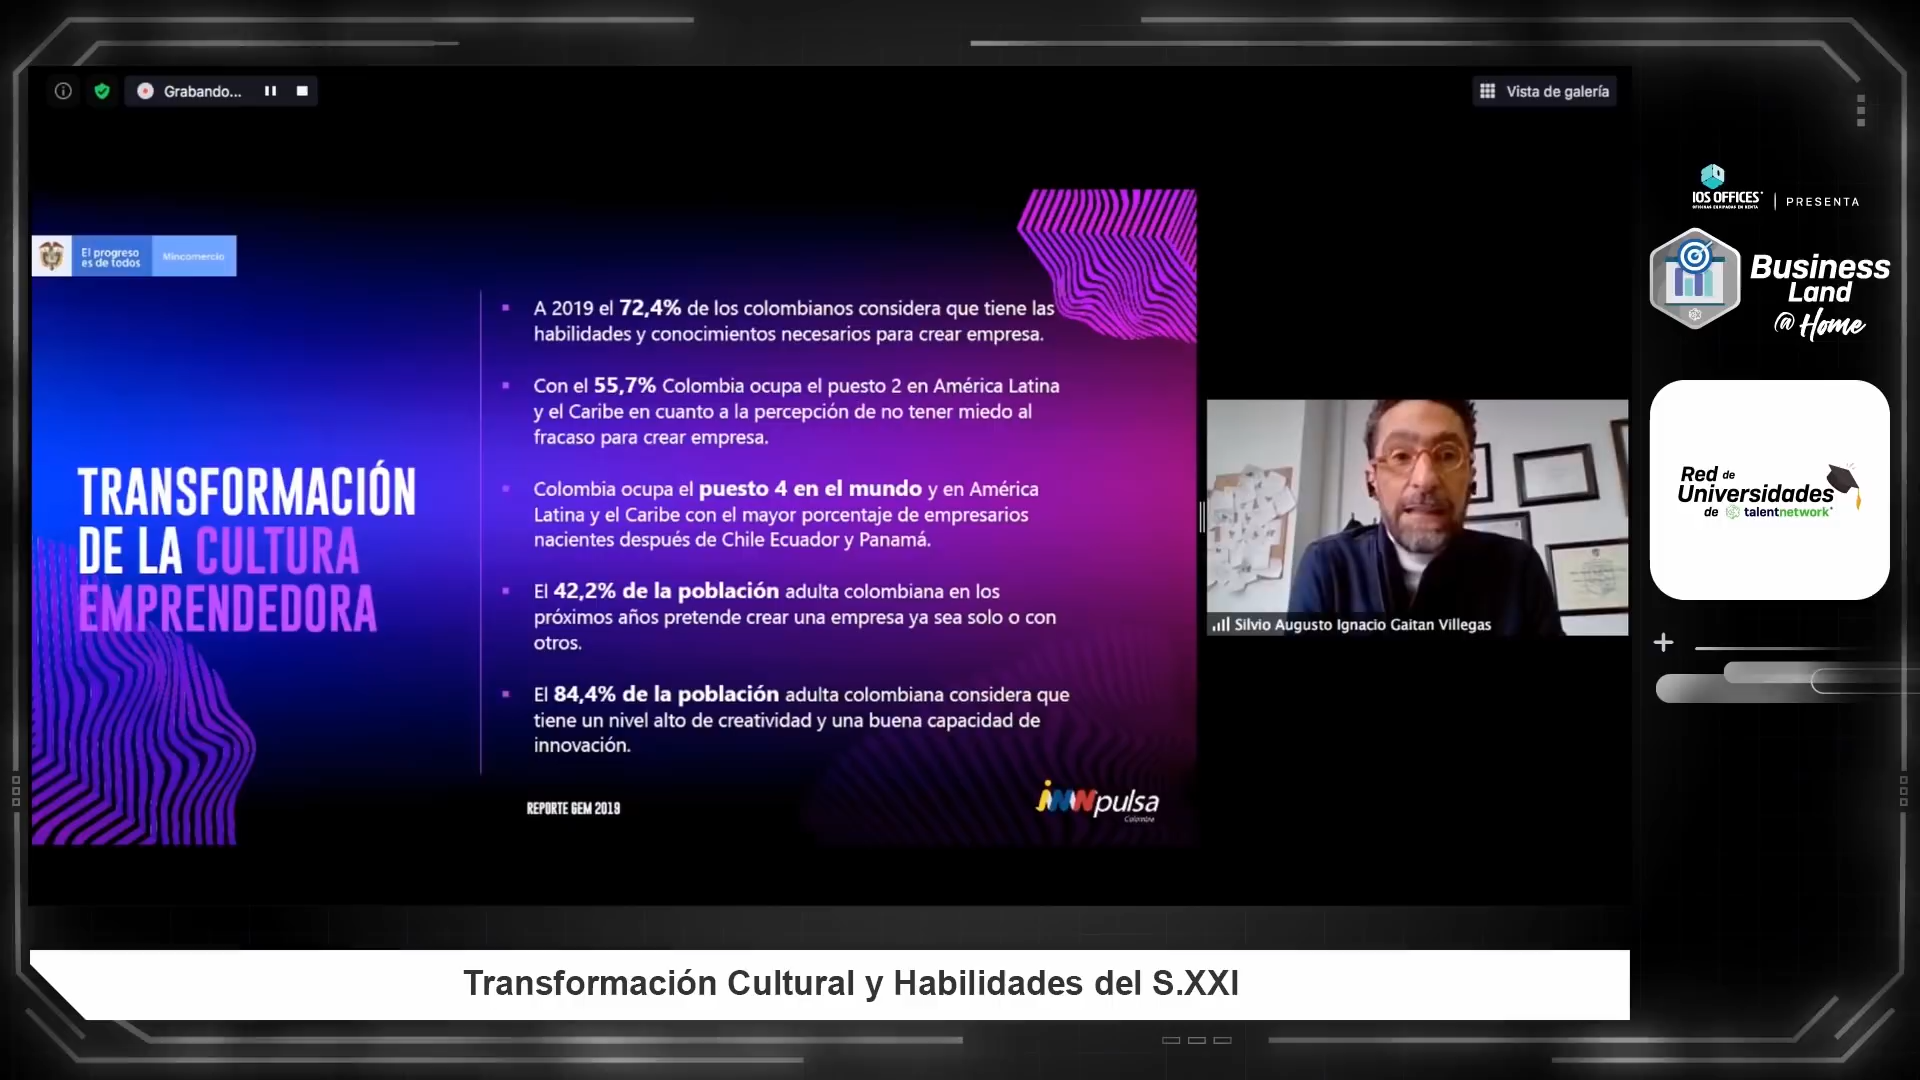 Grabando...
Vista de galería
El progreso
es de todos
Mincomercio
TRANSFORMACIÓN
DE LA CULTURA
EMPRENDEDORA
▪ A 2019 el 72,4% de los colombianos considera que tiene las
habilidades y conocimientos necesarios para crear empresa.
▪ Con el 55,7% Colombia ocupa el puesto 2 en América Latina
y el Caribe en cuanto a la percepción de no tener miedo al
fracaso para crear empresa.
▪ Colombia ocupa el puesto 4 en el mundo y en América
Latina y el Caribe con el mayor porcentaje de empresarios
nacientes después de Chile Ecuador y Panamá.
▪ El 42,2% de la población adulta colombiana en los
próximos años pretende crear una empresa ya sea solo o con
otros.
▪ El 84,4% de la población adulta colombiana considera que
tiene un nivel alto de creatividad y una buena capacidad de
innovación.
REPORTE GEM 2019
iNNpulsa
Colombia
Silvio Augusto Ignacio Gaitan Villegas
IOS OFFICES
OFICINAS EQUIPADAS EN RENTA
PRESENTA
Business
Land
@ Home
Red de
Universidades
de talentnetwork
Transformación Cultural y Habilidades del S.XXI